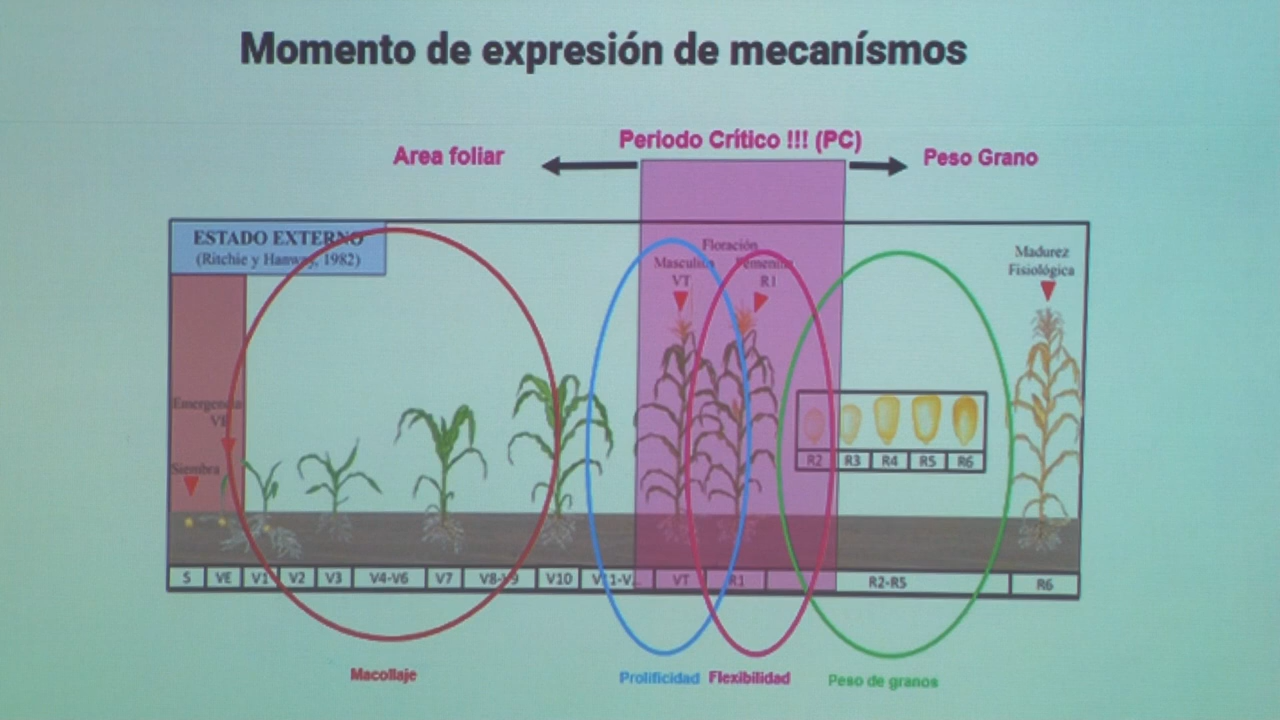 Momento de expresión de mecanísmos
Periodo Crítico !!! (PC)
Area foliar
Peso Grano
ESTADO EXTERNO
(Ritchie y Hanway, 1982)
Floración
Masculina Femenina
VT R1
Madurez
Fisiológica
Emergencia
VE
Siembra
R2 R3 R4 R5 R6
S VE V1 V2 V3 V4-V6 V7 V8-V9 V10 V11-V... VT R1 R2-R5 R6
Macollaje
Prolificidad Flexibilidad
Peso de granos